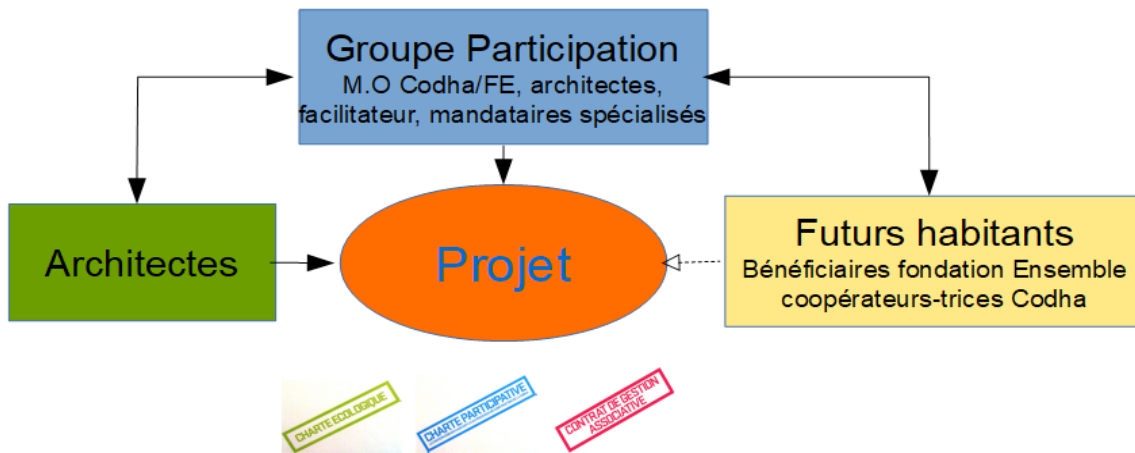 Groupe Participation
M.O Codha/FE, architectes,
facilitateur, mandataires spécialisés
Architectes
Projet
Futurs habitants
Bénéficiaires fondation Ensemble
coopérateurs-trices Codha
CHARTE ECOLOGIQUE
CHARTE PARTICIPATIVE
CONTRAT DE GESTION
ASSOCIATIVE